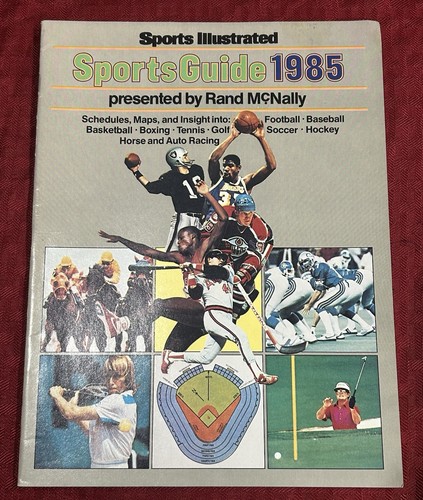 Sports Illustrated
SportsGuide 1985
presented by Rand McNally
Schedules, Maps, and Insight into: Football · Baseball
Basketball · Boxing · Tennis · Golf Soccer · Hockey
Horse and Auto Racing